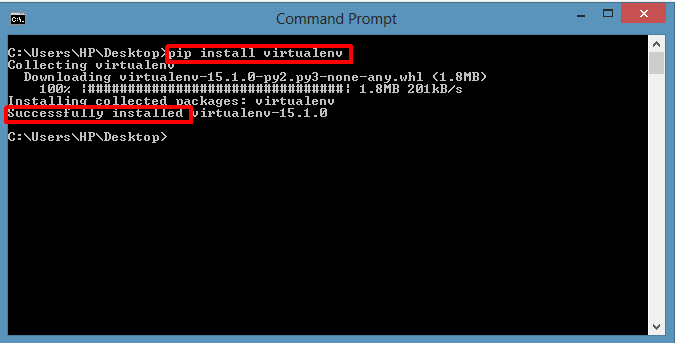 C:\.
Command Prompt
C:\Users\HP\Desktop>pip install virtualenv
Collecting virtualenv
  Downloading virtualenv-15.1.0-py2.py3-none-any.whl (1.8MB)
    100% |################################| 1.8MB 201kB/s
Installing collected packages: virtualenv
Successfully installed virtualenv-15.1.0
C:\Users\HP\Desktop>